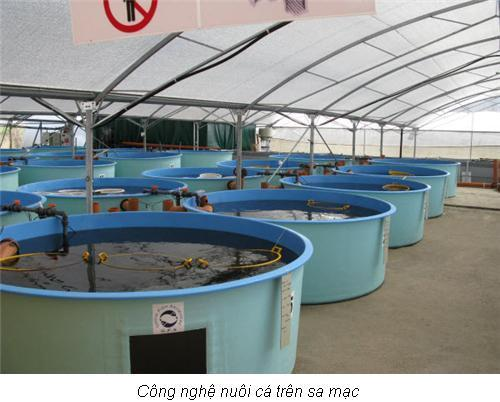 Công nghệ nuôi cá trên sa mạc